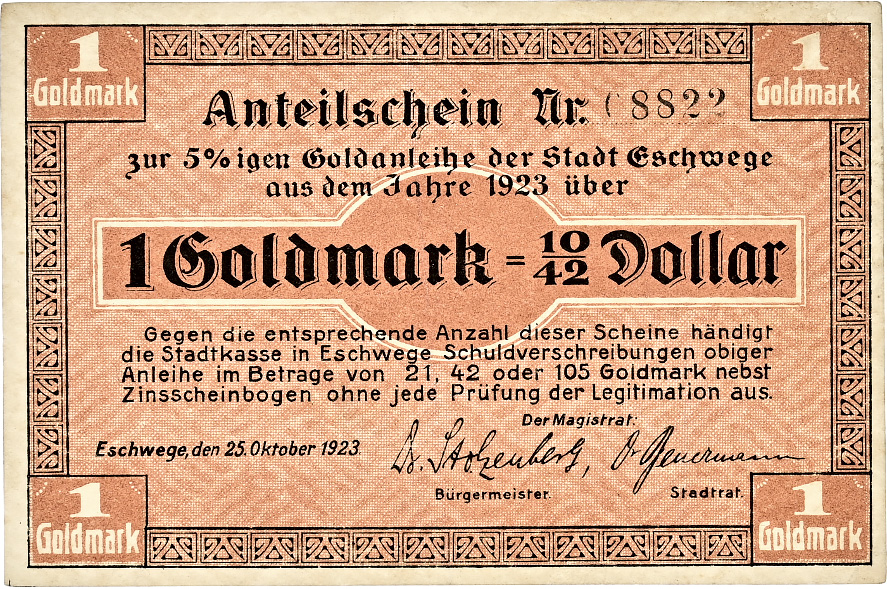 1 Goldmark
1 Goldmark
Anteilschein Nr. 08822
zur 5%igen Goldanleihe der Stadt Eschwege
aus dem Jahre 1923 über
1 Goldmark = 10/42 Dollar
Gegen die entsprechende Anzahl dieser Scheine händigt
die Stadtkasse in Eschwege Schuldverschreibungen obiger
Anleihe im Betrage von 21, 42 oder 105 Goldmark nebst
Zinsscheinbogen ohne jede Prüfung der Legitimation aus.
Der Magistrat:
Eschwege, den 25. Oktober 1923.
Dr. Stolzenberg,
Bürgermeister.
Stadtrat.
1 Goldmark
1 Goldmark